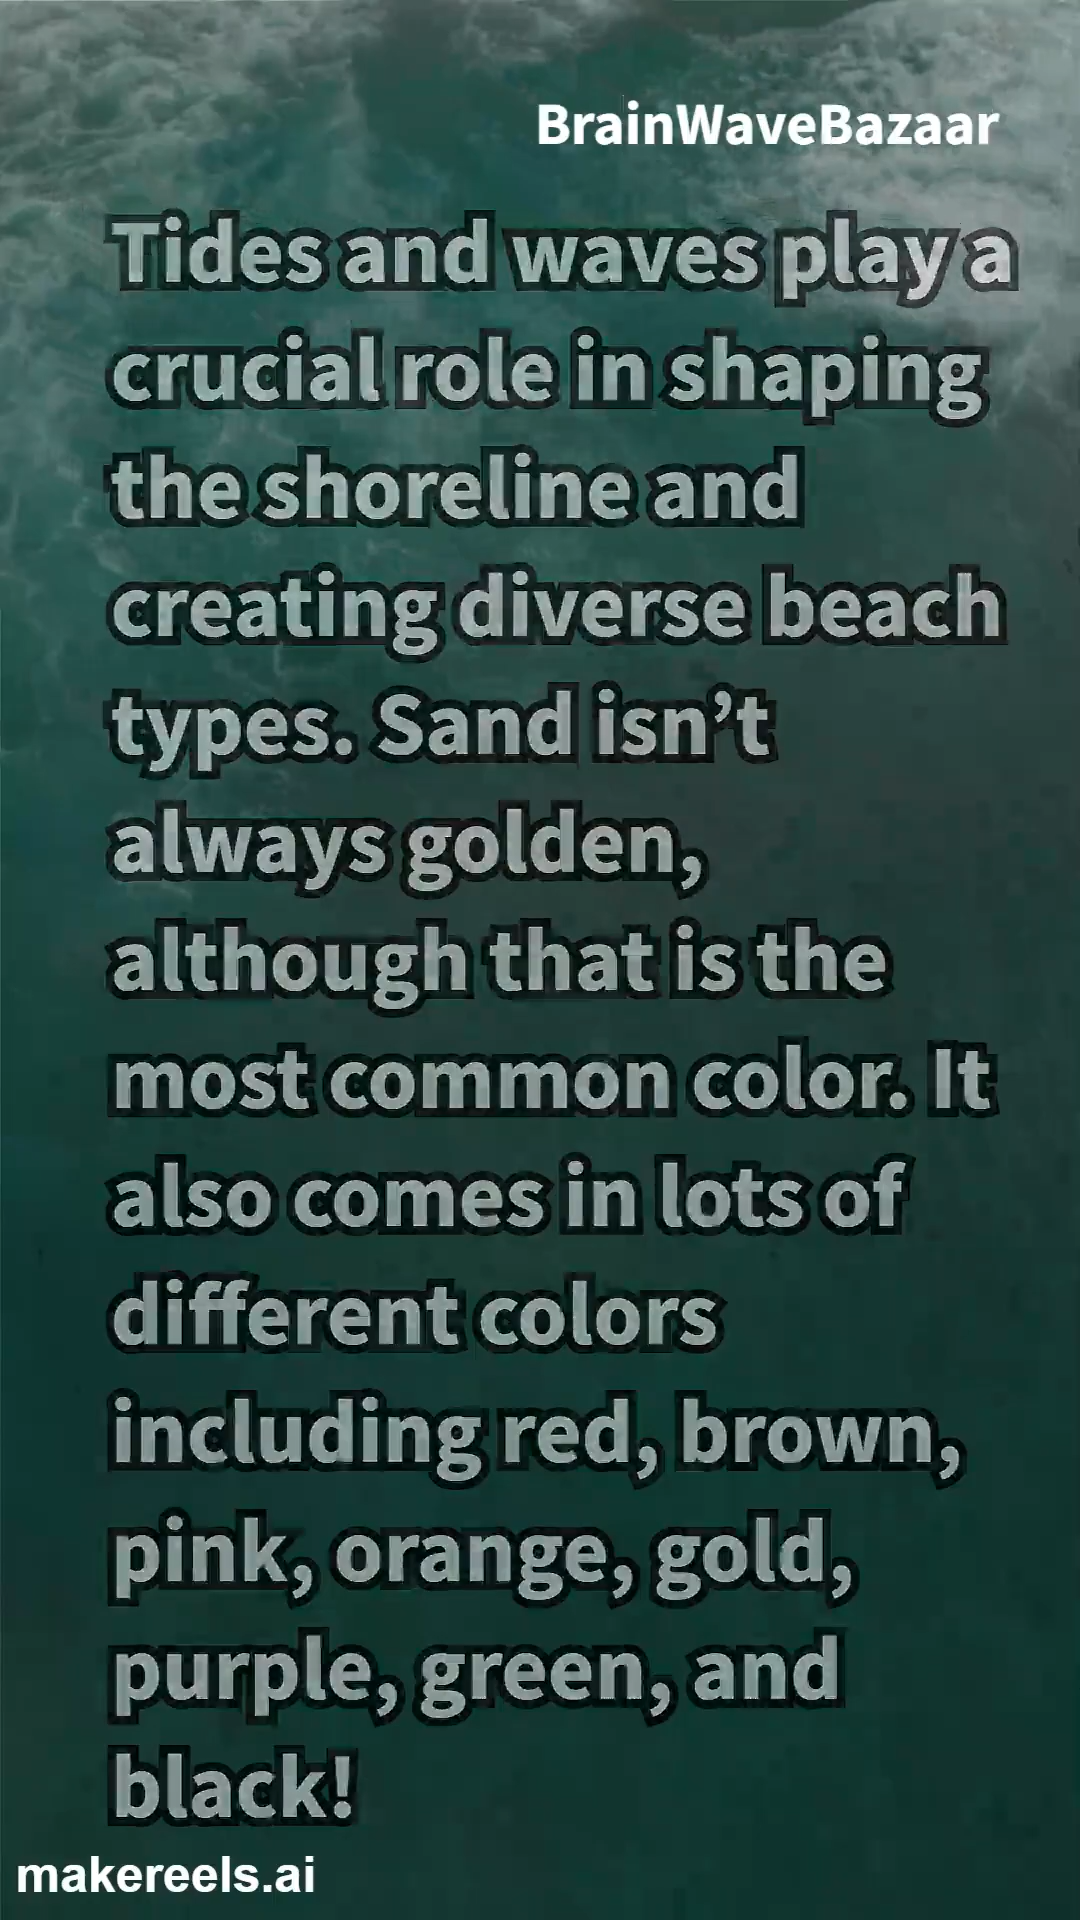 BrainWaveBazaar
Tides and waves play a
crucial role in shaping
the shoreline and
creating diverse beach
types. Sand isn’t
always golden,
although that is the
most common color. It
also comes in lots of
different colors
including red, brown,
pink, orange, gold,
purple, green, and
black!
makereels.ai